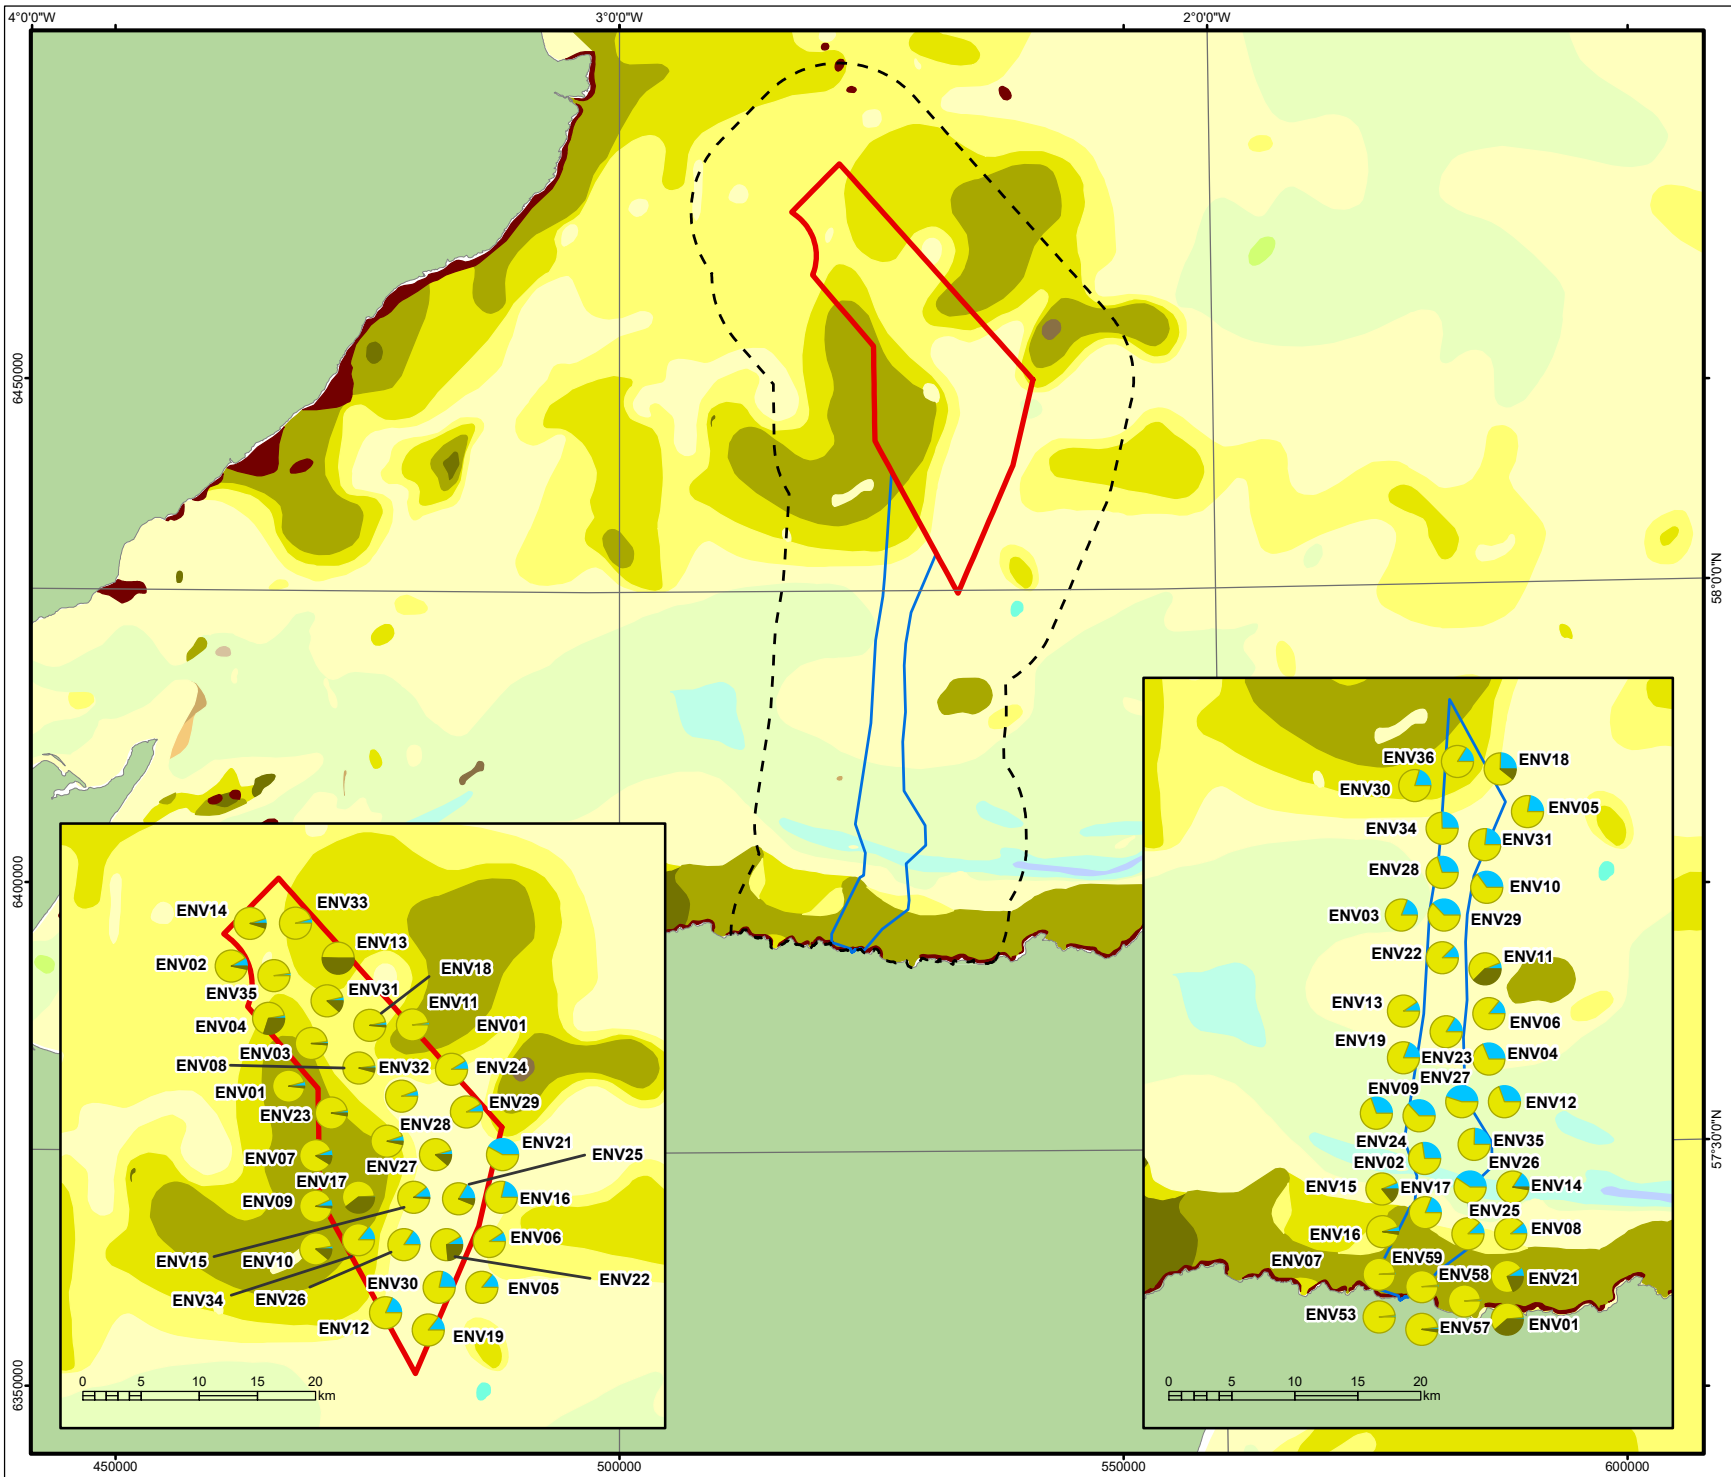 4°0'0"W
3°0'0"W
2°0'0"W
6450000
6400000
6350000
58°0'0"N
57°30'0"N
450000
500000
550000
600000
ENV14
ENV33
ENV13
ENV02
ENV18
ENV35
ENV31
ENV11
ENV04
ENV01
ENV03
ENV08
ENV32
ENV24
ENV01
ENV23
ENV29
ENV28
ENV21
ENV07
ENV27
ENV25
ENV17
ENV09
ENV16
ENV15
ENV10
ENV06
ENV34
ENV26
ENV30
ENV05
ENV22
ENV12
ENV19
0 5 10 15 20
km
ENV36
ENV18
ENV30
ENV05
ENV34
ENV31
ENV28
ENV10
ENV03
ENV29
ENV22
ENV11
ENV13
ENV06
ENV19
ENV23
ENV04
ENV27
ENV09
ENV12
ENV24
ENV35
ENV02
ENV26
ENV15
ENV17
ENV14
ENV25
ENV16
ENV08
ENV07
ENV59
ENV58
ENV21
ENV53
ENV57
ENV01
0 5 10 15 20
km